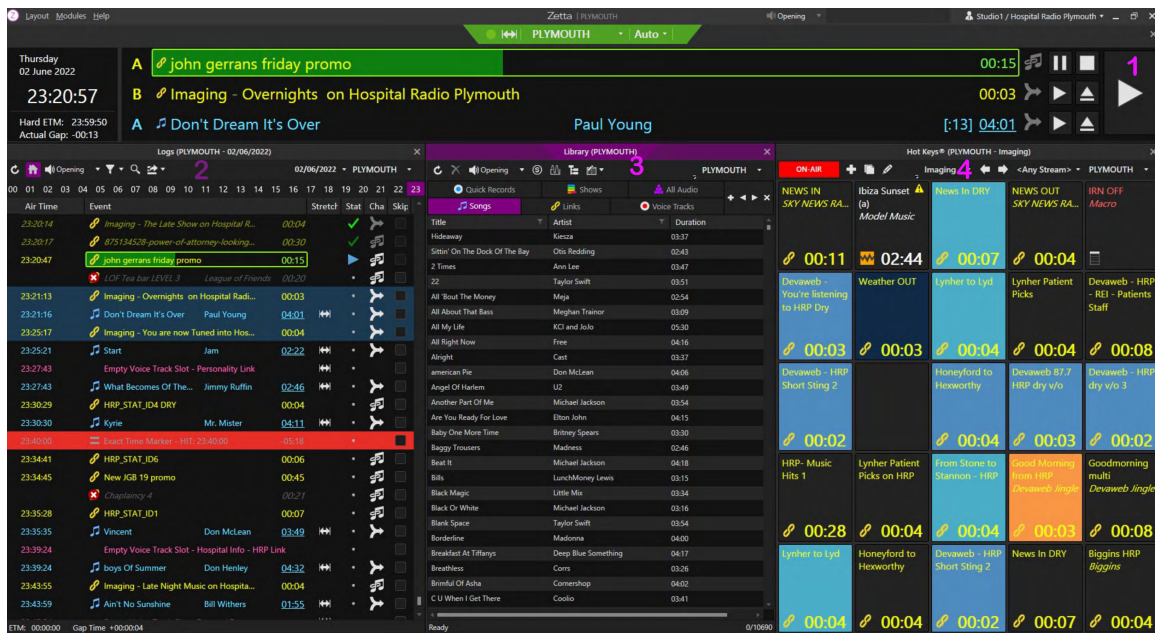 Z Layout Modules Help
Zetta | PLYMOUTH
Opening
Studio1 / Hospital Radio Plymouth
PLYMOUTH Auto
Thursday
02 June 2022
23:20:57
Hard ETM: 23:59:50
Actual Gap: -00:13
A john gerrans friday promo 00:15
B Imaging - Overnights on Hospital Radio Plymouth 00:03
A Don't Dream It's Over Paul Young [:13] 04:01
1
Logs (PLYMOUTH - 02/06/2022)
Opening 2 02/06/2022 PLYMOUTH
00 01 02 03 04 05 06 07 08 09 10 11 12 13 14 15 16 17 18 19 20 21 22 23
Air Time Event Stretch Stat Cha Skip
23:20:14 Imaging - The Late Show on Hospital R... 00:04
23:20:17 875134528-power-of-attorney-looking... 00:30
23:20:47 john gerrans friday promo 00:15
LOF Tea bar LEVEL 3 League of Friends 00:20
23:21:13 Imaging - Overnights on Hospital Radi... 00:03
23:21:16 Don't Dream It's Over Paul Young 04:01
23:25:17 Imaging - You are now Tuned into Hos... 00:04
23:25:21 Start Jam 02:22
23:27:43 Empty Voice Track Slot - Personality Link
23:27:43 What Becomes Of The... Jimmy Ruffin 02:46
23:30:29 HRP_STAT_ID4 DRY 00:04
23:30:30 Kyrie Mr. Mister 04:11
23:40:00 Exact Time Marker - HIT: 23:40:00 -05:18
23:34:41 HRP_STAT_ID6 00:06
23:34:45 New JGB 19 promo 00:45
Chaplaincy 4 00:21
23:35:28 HRP_STAT_ID1 00:07
23:35:35 Vincent Don McLean 03:49
23:39:24 Empty Voice Track Slot - Hospital Info - HRP Link
23:39:24 boys Of Summer Don Henley 04:32
23:43:55 Imaging - Late Night Music on Hospita... 00:04
23:43:59 Ain't No Sunshine Bill Withers 01:55
ETM: 00:00:00 Gap Time +00:00:04
Library (PLYMOUTH)
Opening 3 PLYMOUTH
Quick Records Shows All Audio
Songs Links Voice Tracks
Title Artist Duration
Hideaway Kiesza 03:37
Sittin' On The Dock Of The Bay Otis Redding 02:43
2 Times Ann Lee 03:47
22 Taylor Swift 03:51
All 'Bout The Money Meja 02:54
All About That Bass Meghan Trainor 03:09
All My Life KCI and JoJo 05:30
All Right Now Free 04:16
Alright Cast 03:37
american Pie Don McLean 04:06
Angel Of Harlem U2 03:49
Another Part Of Me Michael Jackson 03:54
Are You Ready For Love Elton John 04:15
Baby One More Time Britney Spears 03:30
Baggy Trousers Madness 02:46
Beat It Michael Jackson 04:18
Bills LunchMoney Lewis 03:15
Black Magic Little Mix 03:34
Black Or White Michael Jackson 03:16
Blank Space Taylor Swift 03:54
Borderline Madonna 04:00
Breakfast At Tiffanys Deep Blue Something 04:17
Breathless Corrs 03:26
Brimful Of Asha Cornershop 04:02
C U When I Get There Coolio 03:41
Ready 0/10690
Hot Keys® (PLYMOUTH - Imaging)
ON-AIR Imaging 4 <Any Stream> PLYMOUTH
NEWS IN
SKY NEWS RA...
00:11
Ibiza Sunset
(a)
Model Music
02:44
News In DRY
00:07
NEWS OUT
SKY NEWS RA...
00:04
IRN OFF
Macro
Devaweb -
You're listening
to HRP Dry
00:03
Weather OUT
00:03
Lynher to Lyd
00:04
Lynher Patient
Picks
00:04
Devaweb - HRP
- REI - Patients
Staff
00:08
Devaweb - HRP
Short Sting 2
00:02
Honeyford to
Hexworthy
00:04
Devaweb 87.7
HRP dry v/o
00:03
Devaweb - HRP
dry v/o 3
00:02
HRP- Music
Hits 1
00:28
Lynher Patient
Picks on HRP
00:04
From Stone to
Stannon - HRP
00:04
Good Morning
from HRP
Devaweb Jingle
00:03
Goodmorning
multi
Devaweb Jingle
00:08
Lynher to Lyd
00:04
Honeyford to
Hexworthy
00:04
Devaweb - HRP
Short Sting 2
00:02
News In DRY
00:07
Biggins HRP
Biggins
00:04